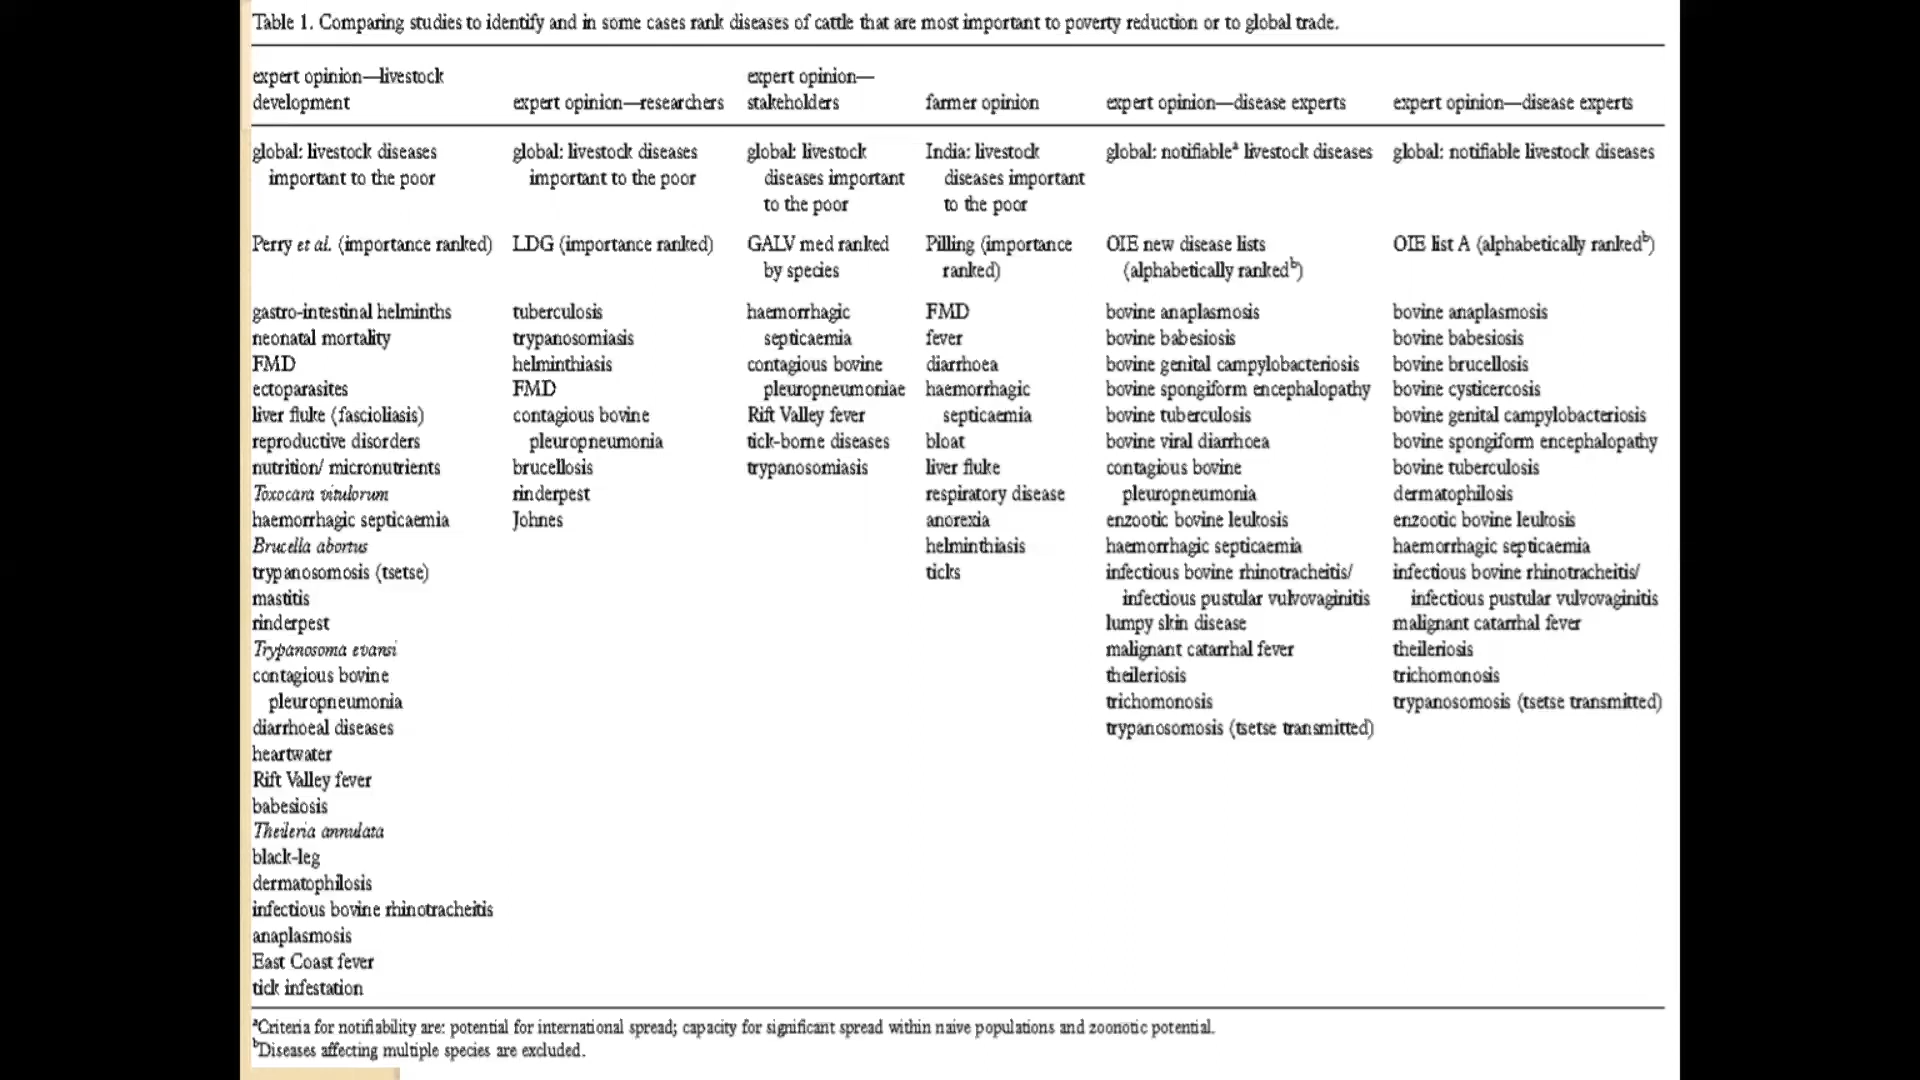 Table 1. Comparing studies to identify and in some cases rank diseases of cattle that are most important to poverty reduction or to global trade.
expert opinion—livestock
development
expert opinion—researchers
expert opinion—
stakeholders
farmer opinion
expert opinion—disease experts
expert opinion—disease experts
global: livestock diseases
important to the poor
global: livestock diseases
important to the poor
global: livestock
diseases important
to the poor
India: livestock
diseases important
to the poor
global: notifiableᵃ livestock diseases
global: notifiable livestock diseases
Perry et al. (importance ranked)
LDG (importance ranked)
GALV med ranked
by species
Pilling (importance
ranked)
OIE new disease lists
(alphabetically rankedᵇ)
OIE list A (alphabetically rankedᵇ)
gastro-intestinal helminths
neonatal mortality
FMD
ectoparasites
liver fluke (fascioliasis)
reproductive disorders
nutrition/ micronutrients
Toxocara vitulorum
haemorrhagic septicaemia
Brucella abortus
trypanosomosis (tsetse)
mastitis
rinderpest
Trypanosoma evansi
contagious bovine
pleuropneumonia
diarrhoeal diseases
heartwater
Rift Valley fever
babesiosis
Theileria annulata
black-leg
dermatophilosis
infectious bovine rhinotracheitis
anaplasmosis
East Coast fever
tick infestation
tuberculosis
trypanosomiasis
helminthiasis
FMD
contagious bovine
pleuropneumonia
brucellosis
rinderpest
Johnes
haemorrhagic
septicaemia
contagious bovine
pleuropneumoniae
Rift Valley fever
tick-borne diseases
trypanosomiasis
FMD
fever
diarrhoea
haemorrhagic
septicaemia
bloat
liver fluke
respiratory disease
anorexia
helminthiasis
ticks
bovine anaplasmosis
bovine babesiosis
bovine genital campylobacteriosis
bovine spongiform encephalopathy
bovine tuberculosis
bovine viral diarrhoea
contagious bovine
pleuropneumonia
enzootic bovine leukosis
haemorrhagic septicaemia
infectious bovine rhinotracheitis/
infectious pustular vulvovaginitis
lumpy skin disease
malignant catarrhal fever
theileriosis
trichomonosis
trypanosomosis (tsetse transmitted)
bovine anaplasmosis
bovine babesiosis
bovine brucellosis
bovine cysticercosis
bovine genital campylobacteriosis
bovine spongiform encephalopathy
bovine tuberculosis
dermatophilosis
enzootic bovine leukosis
haemorrhagic septicaemia
infectious bovine rhinotracheitis/
infectious pustular vulvovaginitis
malignant catarrhal fever
theileriosis
trichomonosis
trypanosomosis (tsetse transmitted)
ᵃCriteria for notifiability are: potential for international spread; capacity for significant spread within naive populations and zoonotic potential.
ᵇDiseases affecting multiple species are excluded.